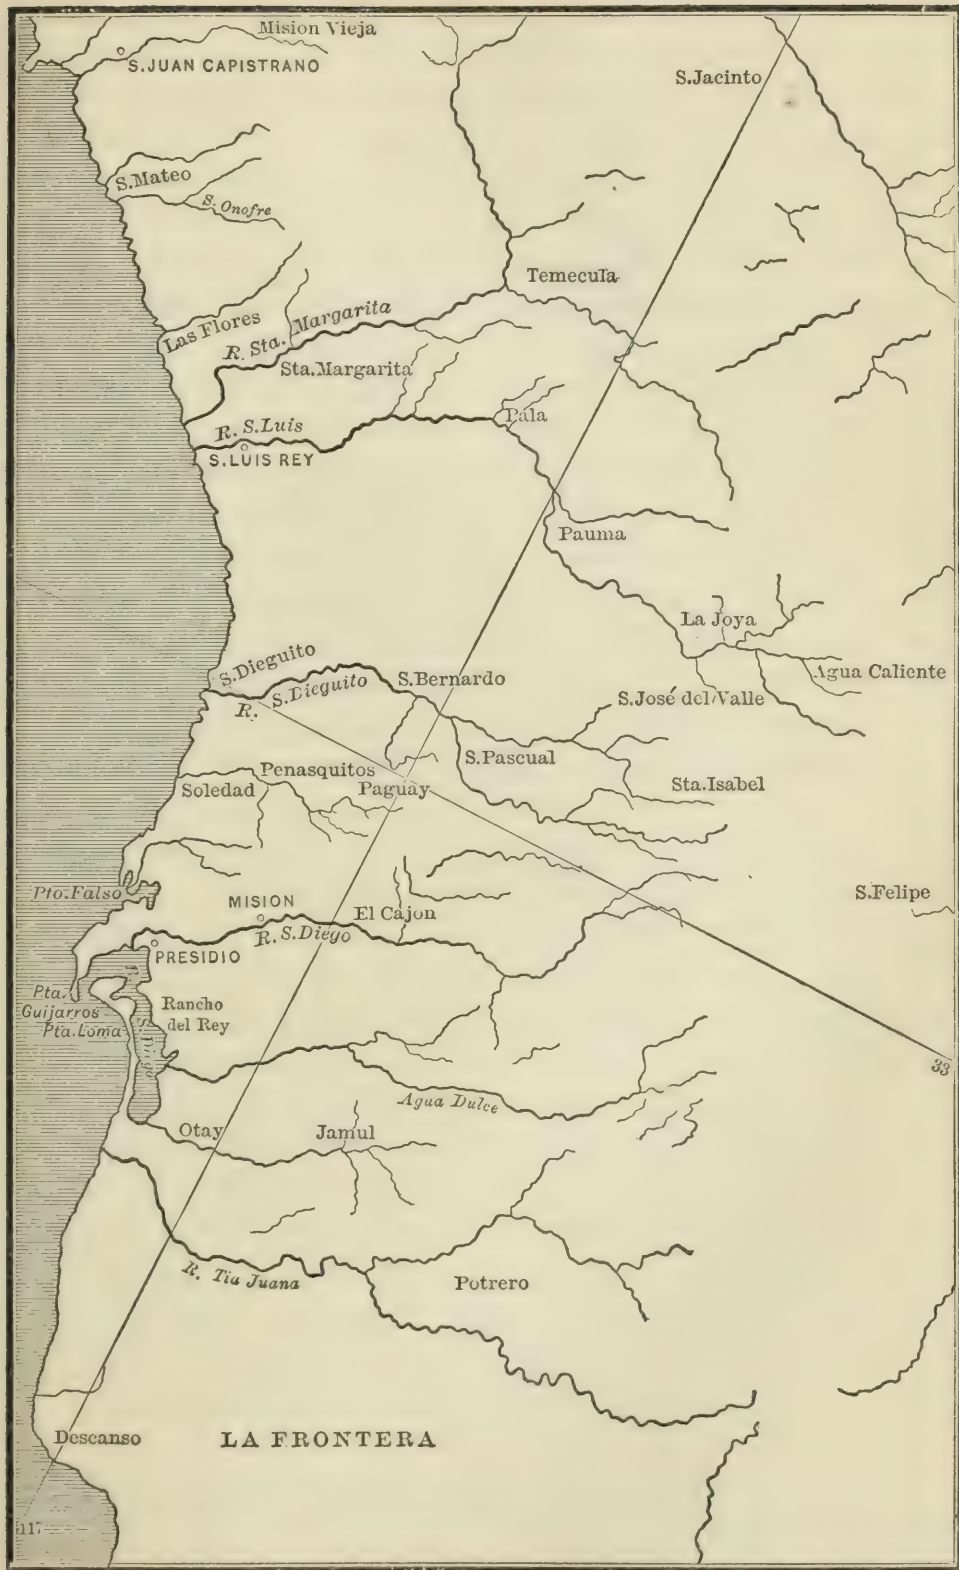 Mision Vieja
S. JUAN CAPISTRANO
S. Jacinto
S. Mateo
S. Onofre
Temecula
Las Flores
R. Sta. Margarita
Sta. Margarita
Pala
R. S. Luis
S. LUIS REY
Pauma
La Joya
S. Dieguito
Agua Caliente
R. S. Dieguito
S. Bernardo
S. José del Valle
S. Pascual
Penasquitos
Soledad
Paguay
Sta. Isabel
Pto. Falso
MISION
El Cajon
S. Felipe
R. S. Diego
PRESIDIO
Pta.
Guijarros
Pta. Loma
B. S. Diego
Rancho
del Rey
33
Agua Dulce
Otay
Jamul
R. Tia Juana
Potrero
Descanso
LA FRONTERA
117